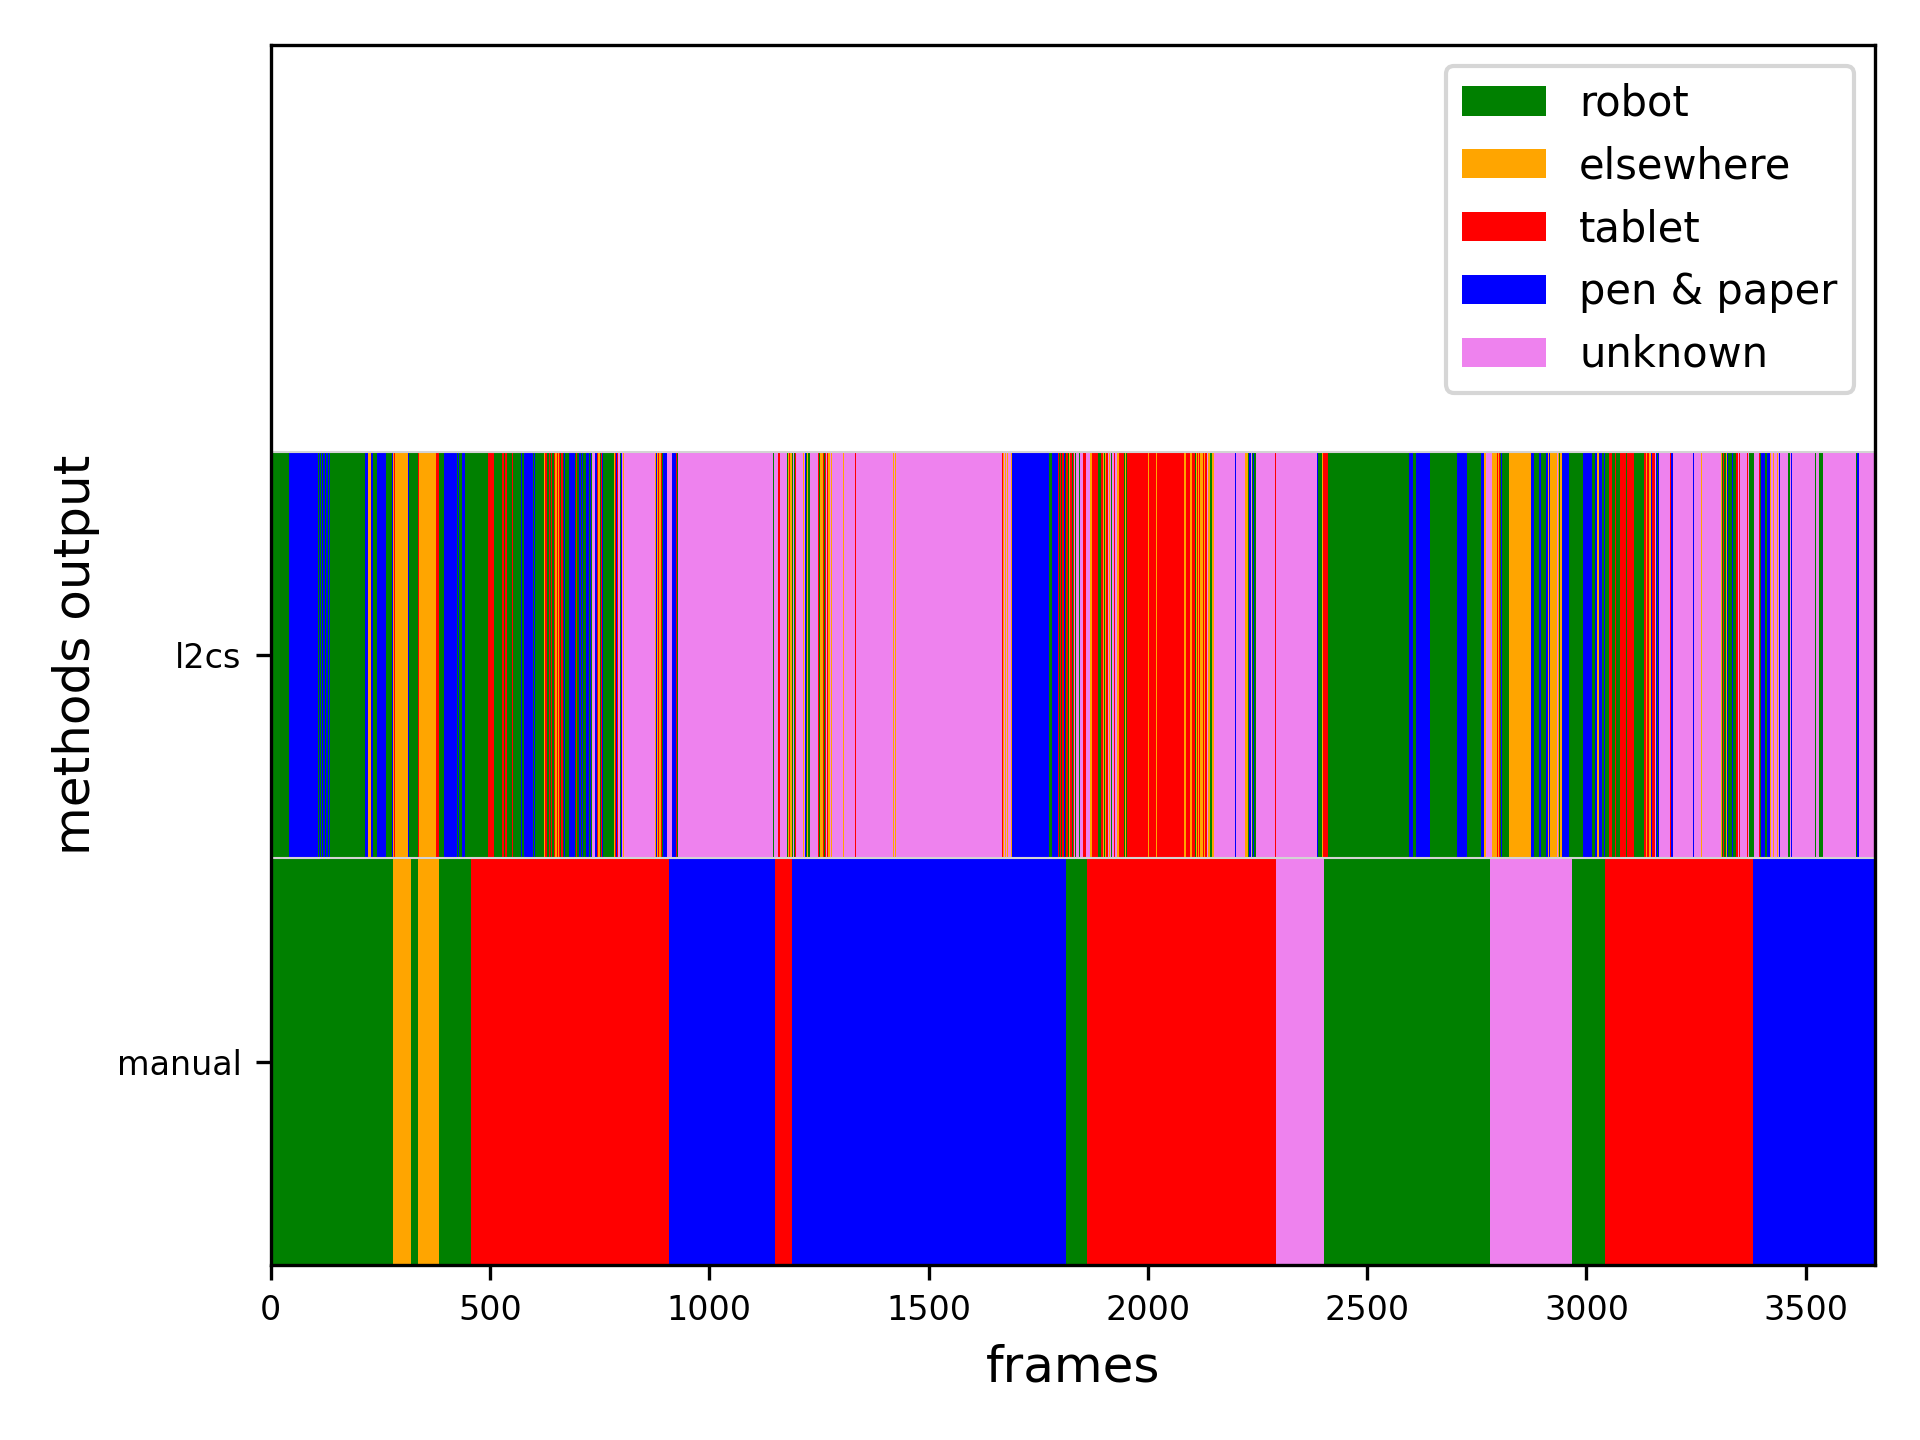 robot
elsewhere
tablet
pen & paper
unknown
methods output
l2cs
manual
0 500 1000 1500 2000 2500 3000 3500
frames